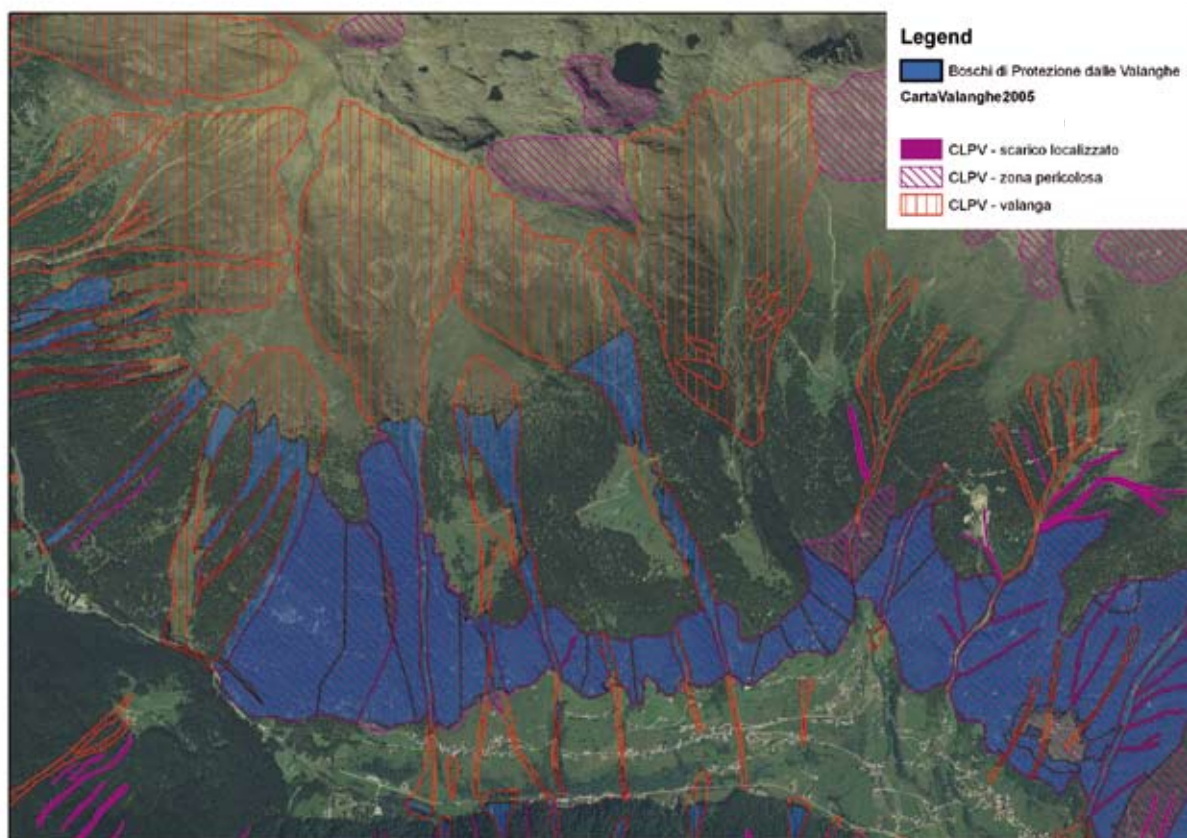 Legend
Boschi di Protezione dalle Valanghe
CartaValanghe2005
CLPV - scarico localizzato
CLPV - zona pericolosa
CLPV - valanga